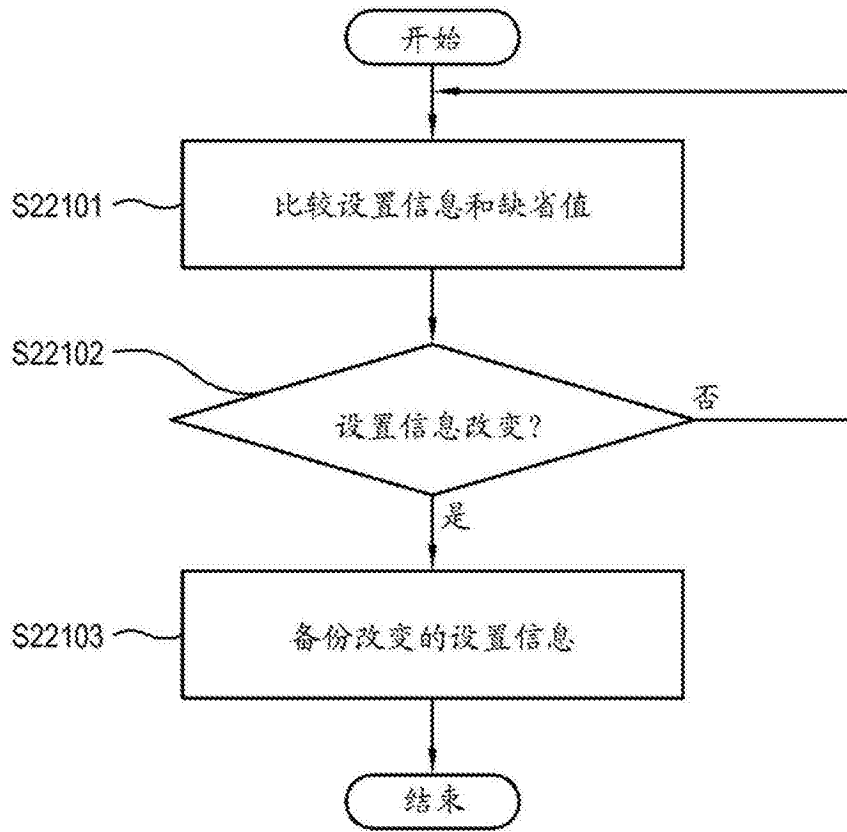 开始
S22101
比较设置信息和缺省值
S22102
设置信息改变?
否
是
S22103
备份改变的设置信息
结束